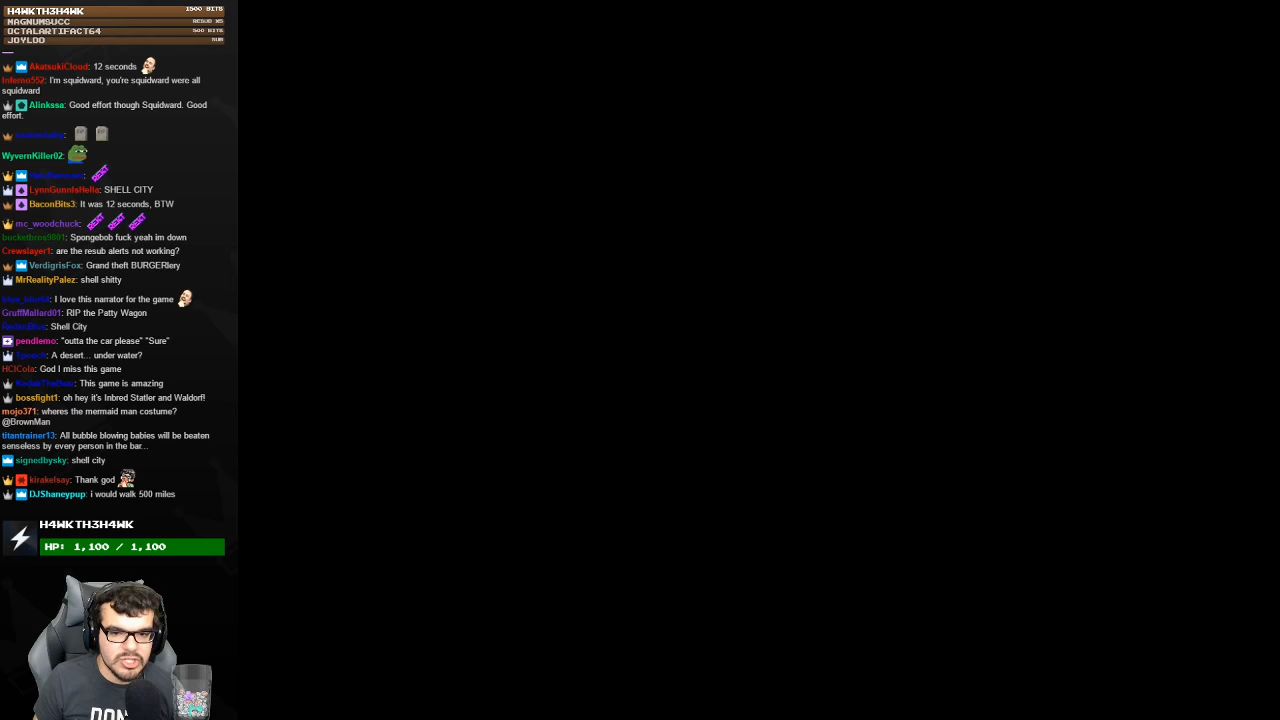 H4WKTH3H4WK 1500 BITS
MAGNUMSUCC RESUB X5
OCTALARTIFACT64 500 BITS
JOYLDO SUB
AkatsukiCloud: 12 seconds
Inferno552: I'm squidward, you're squidward were all
squidward
Alinkssa: Good effort though Squidward. Good
effort.
WyvernKiller02:
LynnGunnIsHella: SHELL CITY
BaconBits3: It was 12 seconds, BTW
mc_woodchuck:
Spongebob fuck yeah im down
Crewslayer1: are the resub alerts not working?
VerdigrisFox: Grand theft BURGERlery
MrRealityPalez: shell shitty
I love this narrator for the game
GruffMallard01: RIP the Patty Wagon
Shell City
pendlemo: "outta the car please" "Sure"
A desert... under water?
HCICola: God I miss this game
This game is amazing
bossfight1: oh hey it's Inbred Statler and Waldorf!
mojo371: wheres the mermaid man costume?
@BrownMan
titantrainer13: All bubble blowing babies will be beaten
senseless by every person in the bar...
signedbysky: shell city
kirakelsay: Thank god
DJShaneypup: i would walk 500 miles
H4WKTH3H4WK
HP: 1,100 / 1,100